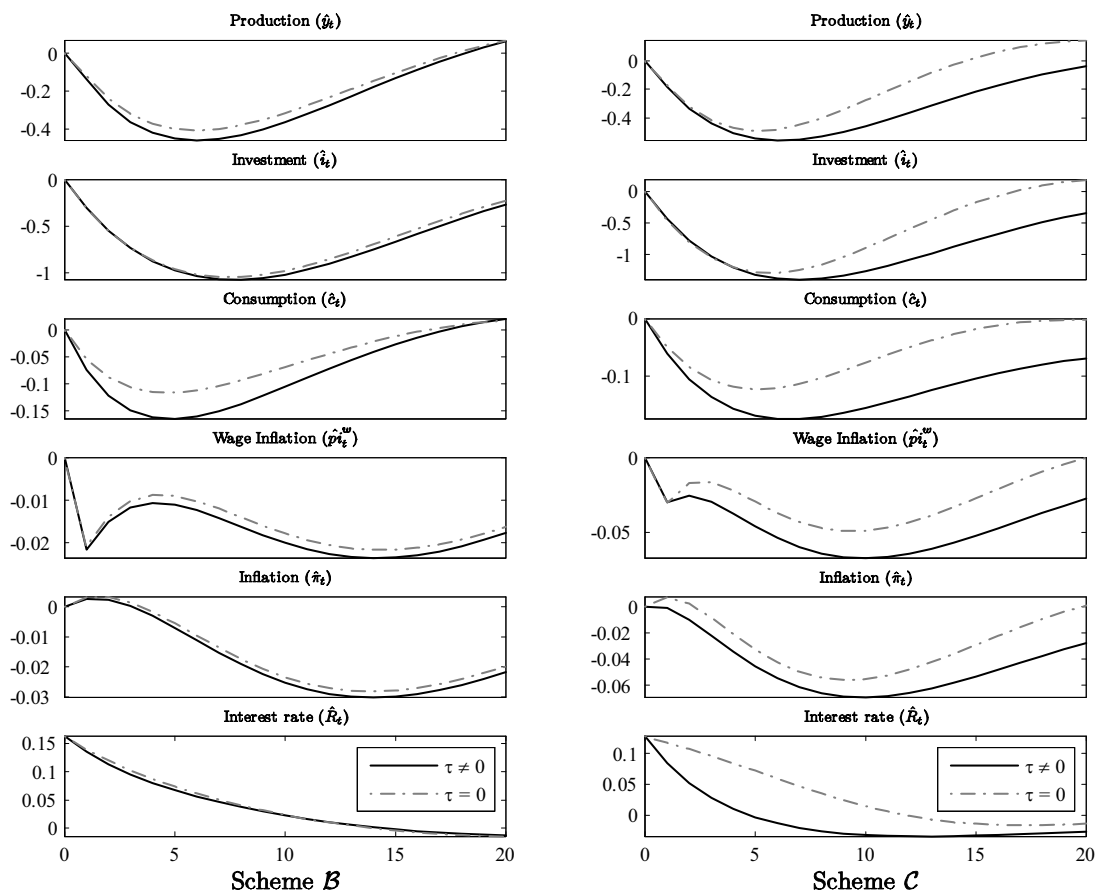 Production (ŷₜ)
0
-0.2
-0.4
Investment (îₜ)
0
-0.5
-1
Consumption (ĉₜ)
0
-0.05
-0.1
-0.15
Wage Inflation (p̂iₜʷ)
0
-0.01
-0.02
Inflation (π̂ₜ)
0
-0.01
-0.02
-0.03
Interest rate (R̂ₜ)
0.15
0.1
0.05
0
τ ≠ 0
τ = 0
0 5 10 15 20
Scheme ℬ
Production (ŷₜ)
0
-0.2
-0.4
Investment (îₜ)
0
-0.5
-1
Consumption (ĉₜ)
0
-0.1
Wage Inflation (p̂iₜʷ)
0
-0.05
Inflation (π̂ₜ)
0
-0.02
-0.04
-0.06
Interest rate (R̂ₜ)
0.1
0.05
0
τ ≠ 0
τ = 0
0 5 10 15 20
Scheme 𝒞